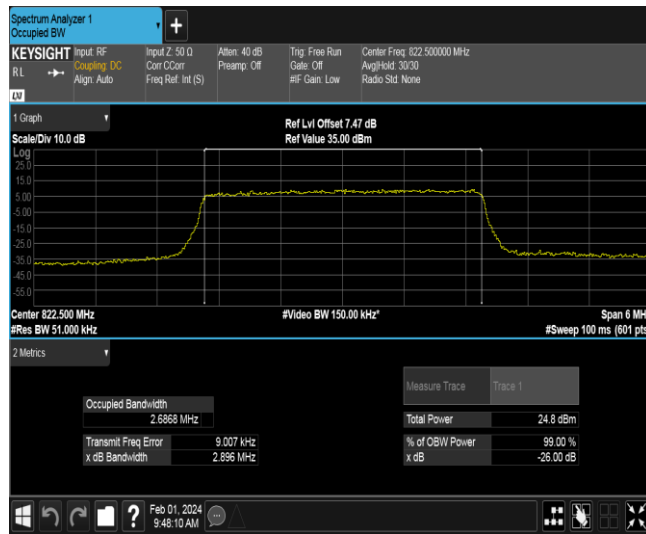 Spectrum Analyzer 1
Occupied BW
+
KEYSIGHT
Input: RF
Coupling: DC
Align: Auto
Input Z: 50 Ω
Corr CCorr
Freq Ref: Int (S)
Atten: 40 dB
Preamp: Off
Trig: Free Run
Gate: Off
#IF Gain: Low
Center Freq: 822.500000 MHz
Avg|Hold: 30/30
Radio Std: None
RL
LXI
1 Graph
Scale/Div 10.0 dB
Ref Lvl Offset 7.47 dB
Ref Value 35.00 dBm
Log
25.0
15.0
5.00
-5.00
-15.0
-25.0
-35.0
-45.0
-55.0
Center 822.500 MHz
#Res BW 51.000 kHz
#Video BW 150.00 kHz*
Span 6 MH
#Sweep 100 ms (601 pts
2 Metrics
Measure Trace Trace 1
Occupied Bandwidth
2.6868 MHz
Total Power 24.8 dBm
Transmit Freq Error 9.007 kHz
x dB Bandwidth 2.896 MHz
% of OBW Power 99.00 %
x dB -26.00 dB
?
Feb 01, 2024
9:48:10 AM